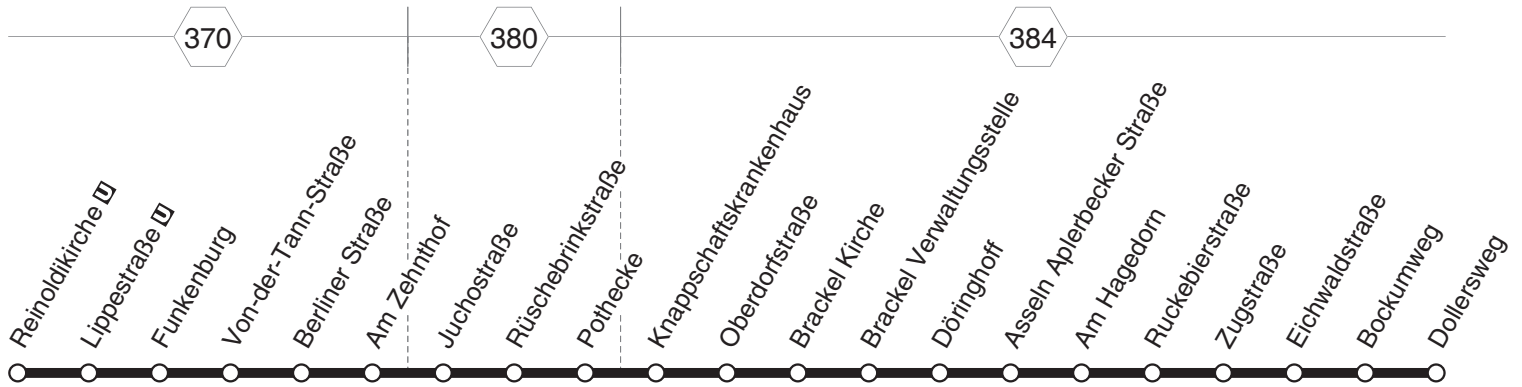 370
380
384
Reinoldikirche U
Lippestraße U
Funkenburg
Von-der-Tann-Straße
Berliner Straße
Am Zehnthof
Juchostraße
Rüschebrinkstraße
Pothecke
Knappschaftskrankenhaus
Oberdorfstraße
Brackel Kirche
Brackel Verwaltungsstelle
Döringhoff
Asseln Aplerbecker Straße
Am Hagedorn
Ruckebierstraße
Zugstraße
Eichwaldstraße
Bockumweg
Dollersweg